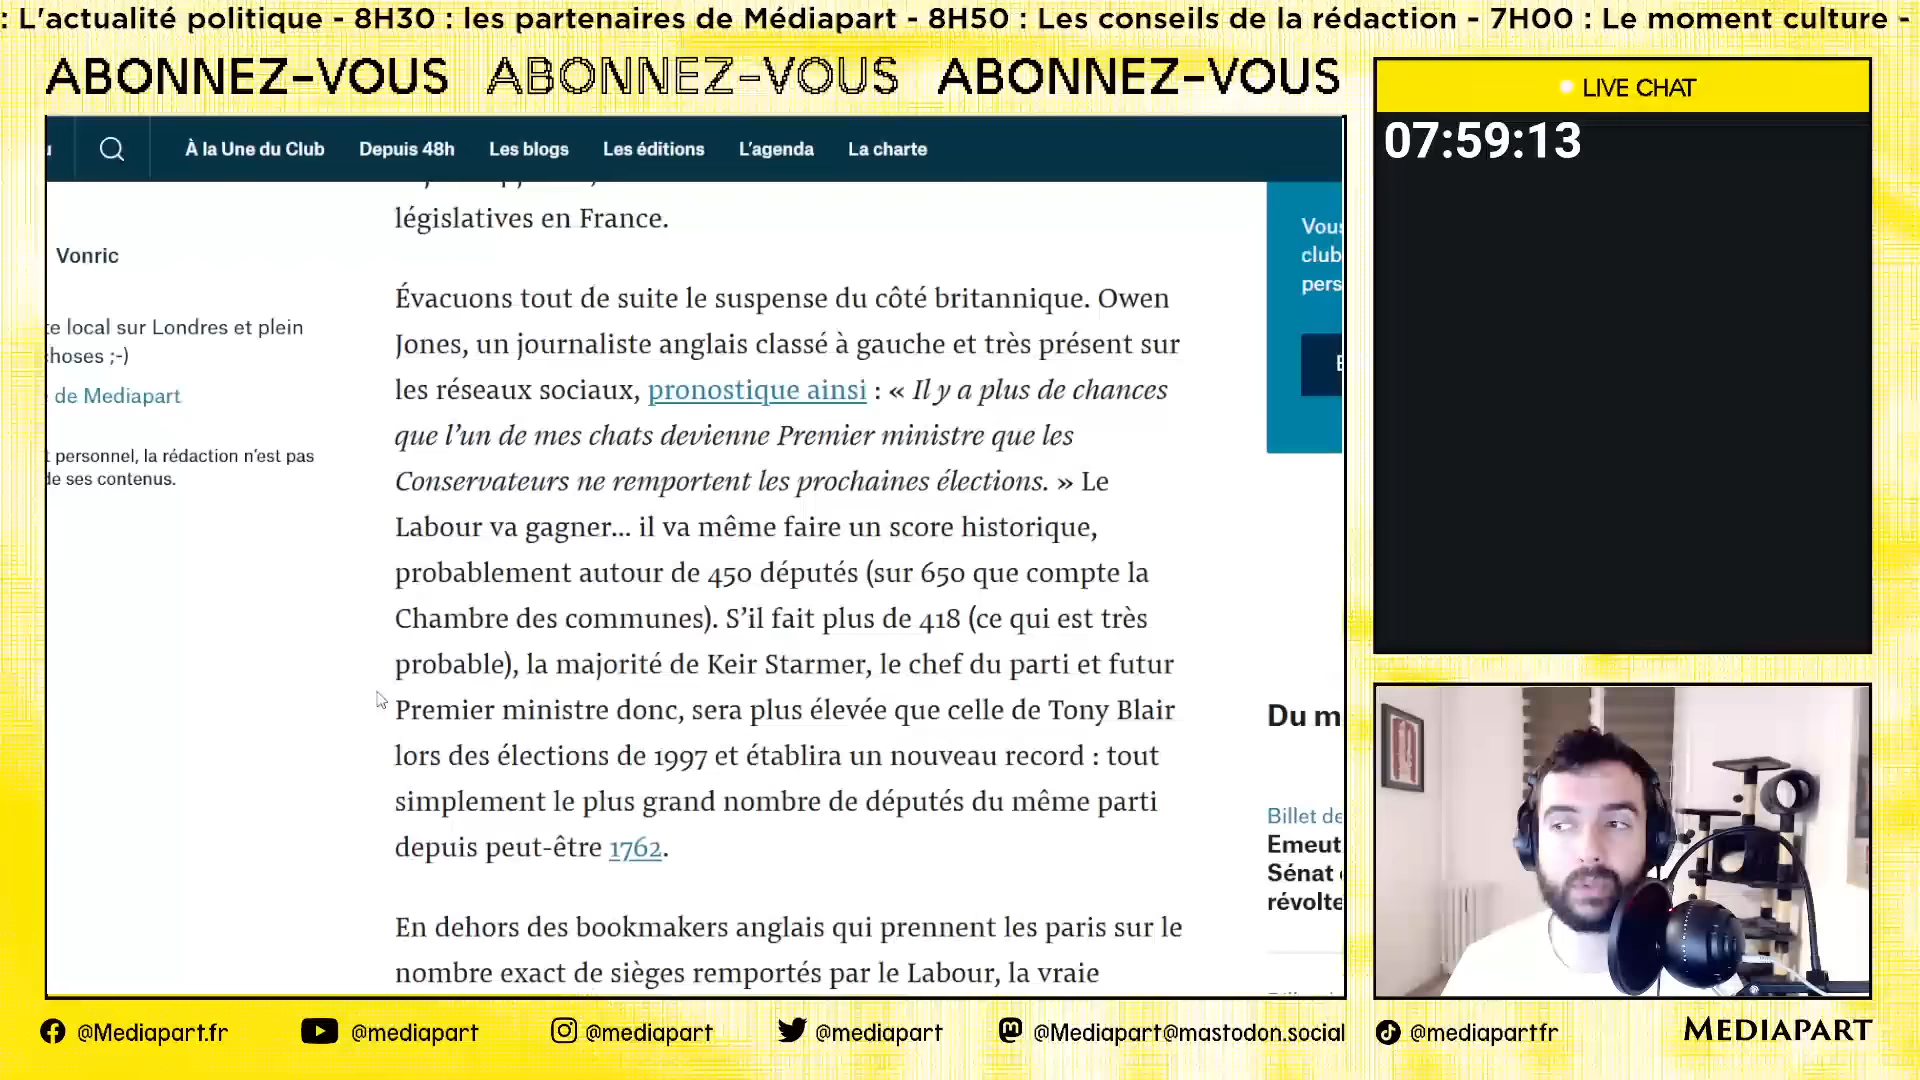 : L'actualité politique - 8H30 : les partenaires de Médiapart - 8H50 : Les conseils de la rédaction - 7H00 : Le moment culture -
ABONNEZ-VOUS ABONNEZ-VOUS ABONNEZ-VOUS
À la Une du Club Depuis 48h Les blogs Les éditions L'agenda La charte
législatives en France.
Évacuons tout de suite le suspense du côté britannique. Owen
Jones, un journaliste anglais classé à gauche et très présent sur
les réseaux sociaux, pronostique ainsi : « Il y a plus de chances
que l'un de mes chats devienne Premier ministre que les
Conservateurs ne remportent les prochaines élections. » Le
Labour va gagner... il va même faire un score historique,
probablement autour de 450 députés (sur 650 que compte la
Chambre des communes). S'il fait plus de 418 (ce qui est très
probable), la majorité de Keir Starmer, le chef du parti et futur
Premier ministre donc, sera plus élevée que celle de Tony Blair
lors des élections de 1997 et établira un nouveau record : tout
simplement le plus grand nombre de députés du même parti
depuis peut-être 1762.
En dehors des bookmakers anglais qui prennent les paris sur le
nombre exact de sièges remportés par le Labour, la vraie
Vonric
e local sur Londres et plein
hoses ;-)
de Mediapart
personnel, la rédaction n'est pas
de ses contenus.
Vous
club
pers
Du m
Billet de
Emeut
Sénat
révolte
LIVE CHAT
07:59:13
@Mediapart.fr @mediapart @mediapart @mediapart @Mediapart@mastodon.social @mediapartfr MEDIAPART